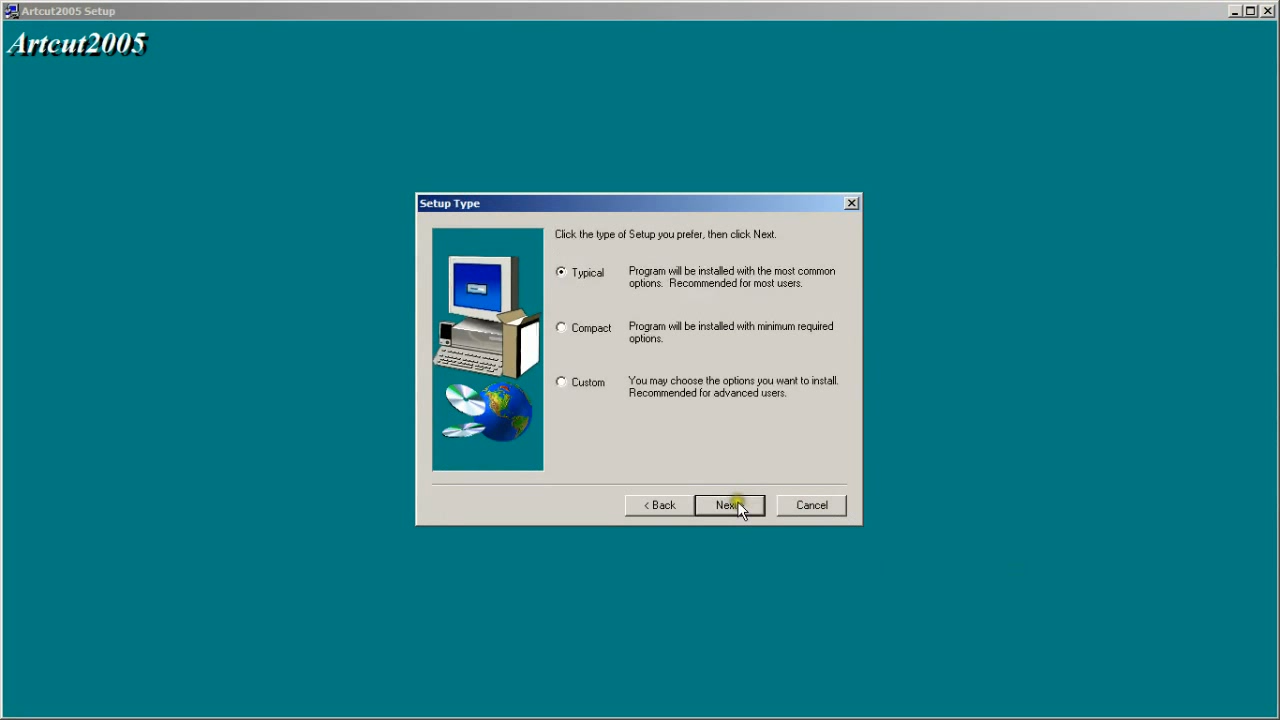 Artcut2005 Setup
Artcut2005
Setup Type
Click the type of Setup you prefer, then click Next.
Typical
Program will be installed with the most common
options. Recommended for most users.
Compact
Program will be installed with minimum required
options.
Custom
You may choose the options you want to install.
Recommended for advanced users.
< Back
Next
Cancel